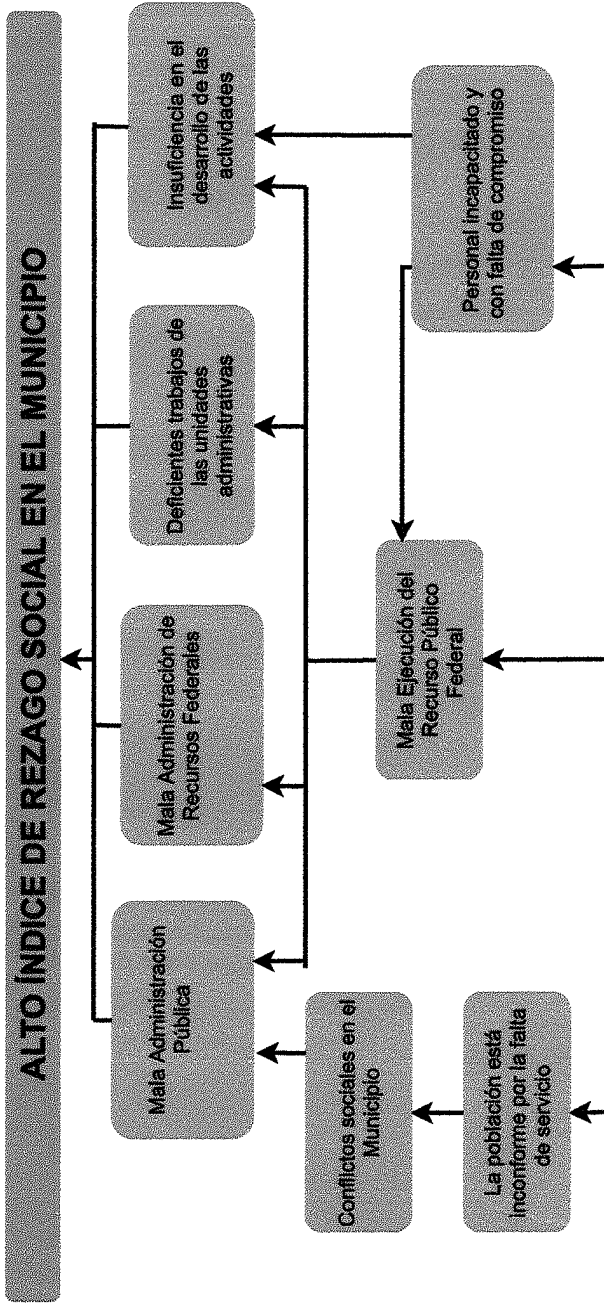 ALTO ÍNDICE DE REZAGO SOCIAL EN EL MUNICIPIO
Mala Administración
Pública
Mala Administración de
Recursos Federales
Deficientes trabajos de
las unidades
administrativas
Insuficiencia en el
desarrollo de las
actividades
Conflictos sociales en el
Municipio
Mala Ejecución del
Recurso Público
Federal
Personal incapacitado y
con falta de compromiso
La población está
inconforme por la falta
de servicio